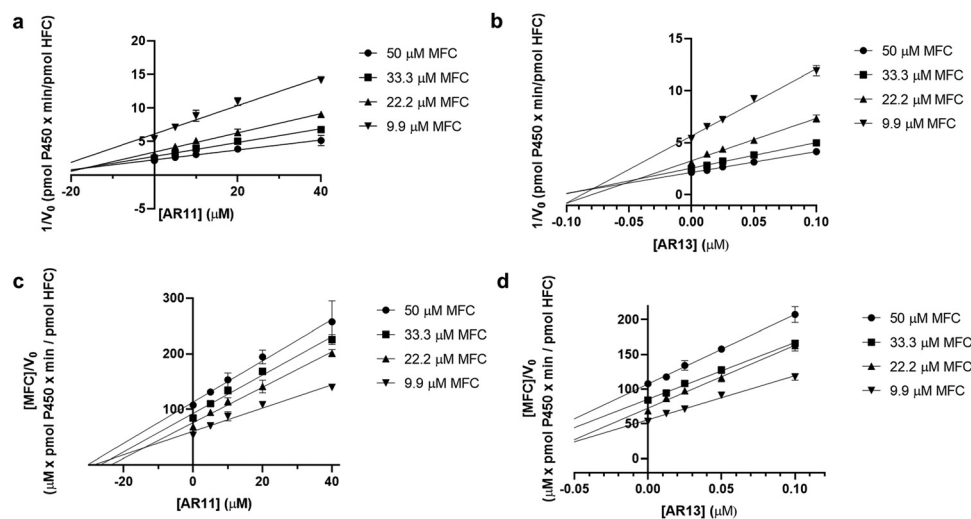 a
1/V₀ (pmol P450 x min/pmol HFC)
20
15
10
5
-5
-20
0
20
40
[AR11] (μM)
50 μM MFC
33.3 μM MFC
22.2 μM MFC
9.9 μM MFC
b
1/V₀ (pmol P450 x min/pmol HFC)
15
10
5
0
-0.10
-0.05
0.00
0.05
0.10
[AR13] (μM)
50 μM MFC
33.3 μM MFC
22.2 μM MFC
9.9 μM MFC
c
[MFC]/V₀
(μM x pmol P450 x min / pmol HFC)
300
200
100
-30
-20
-10
0
10
20
30
40
[AR11] (μM)
50 μM MFC
33.3 μM MFC
22.2 μM MFC
9.9 μM MFC
d
[MFC]/V₀
(μM x pmol P450 x min / pmol HFC)
200
150
100
50
0
-0.05
0.00
0.05
0.10
[AR13] (μM)
50 μM MFC
33.3 μM MFC
22.2 μM MFC
9.9 μM MFC